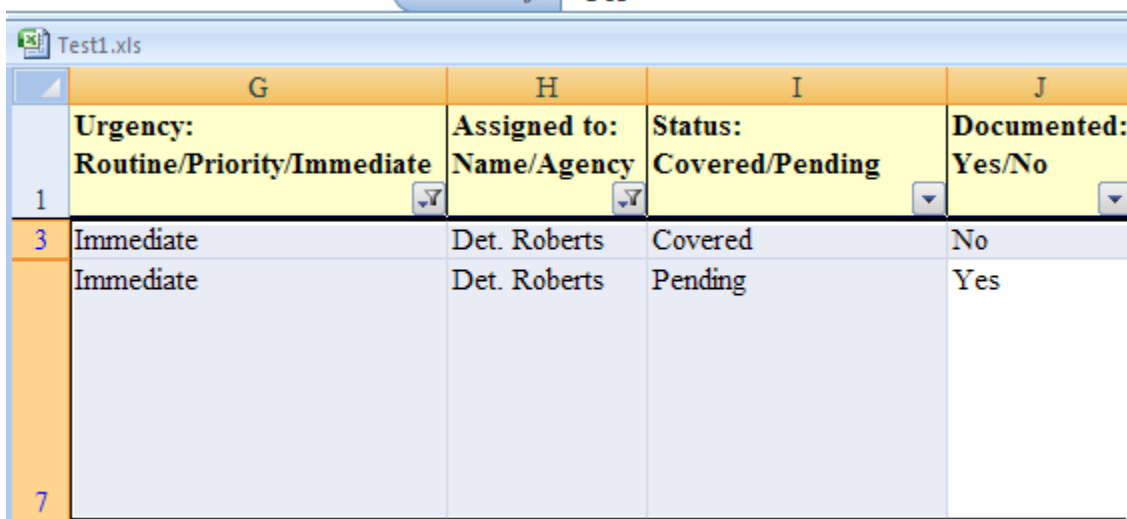 Test1.xls
G H I J
Urgency: Assigned to: Status: Documented:
Routine/Priority/Immediate Name/Agency Covered/Pending Yes/No
1
3 Immediate Det. Roberts Covered No
Immediate Det. Roberts Pending Yes
7